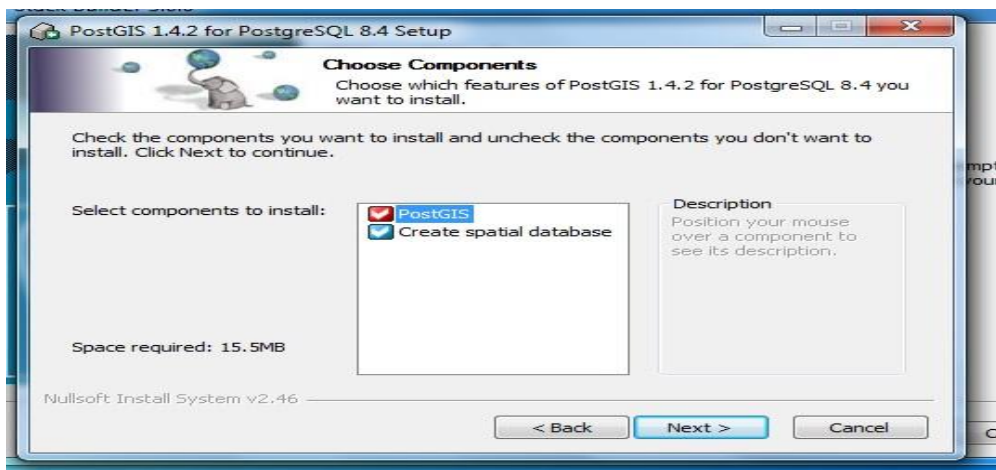 PostGIS 1.4.2 for PostgreSQL 8.4 Setup
Choose Components
Choose which features of PostGIS 1.4.2 for PostgreSQL 8.4 you
want to install.
Check the components you want to install and uncheck the components you don't want to
install. Click Next to continue.
Select components to install:
PostGIS
Create spatial database
Description
Position your mouse
over a component to
see its description.
Space required: 15.5MB
Nullsoft Install System v2.46
< Back
Next >
Cancel